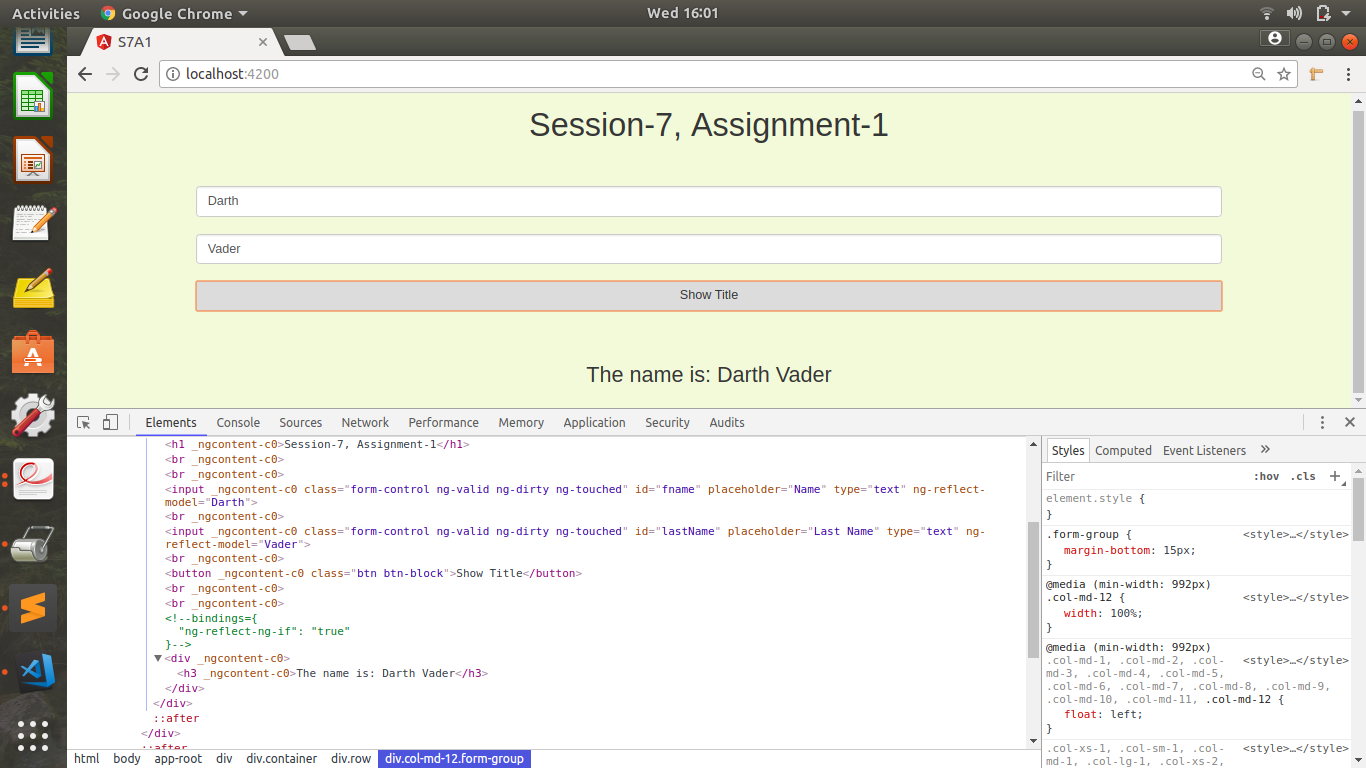 Activities Google Chrome Wed 16:01
S7A1
localhost:4200
Session-7, Assignment-1
Darth
Vader
Show Title
The name is: Darth Vader
Elements Console Sources Network Performance Memory Application Security Audits
<h1 _ngcontent-c0>Session-7, Assignment-1</h1>
<br _ngcontent-c0>
<br _ngcontent-c0>
<input _ngcontent-c0 class="form-control ng-valid ng-dirty ng-touched" id="fname" placeholder="Name" type="text" ng-reflect-
model="Darth">
<br _ngcontent-c0>
<input _ngcontent-c0 class="form-control ng-valid ng-dirty ng-touched" id="lastName" placeholder="Last Name" type="text" ng-
reflect-model="Vader">
<br _ngcontent-c0>
<button _ngcontent-c0 class="btn btn-block">Show Title</button>
<br _ngcontent-c0>
<br _ngcontent-c0>
<!--bindings={
"ng-reflect-ng-if": "true"
}-->
<div _ngcontent-c0>
<h3 _ngcontent-c0>The name is: Darth Vader</h3>
</div>
</div>
::after
</div>
::after
html body app-root div div.container div.row div.col-md-12.form-group
Styles Computed Event Listeners »
Filter :hov .cls +
element.style {
}
.form-group { <style>…</style>
margin-bottom: 15px;
}
@media (min-width: 992px)
.col-md-12 { <style>…</style>
width: 100%;
}
@media (min-width: 992px)
.col-md-1, .col-md-2, .col- <style>…</style>
md-3, .col-md-4, .col-md-5,
.col-md-6, .col-md-7, .col-md-8, .col-md-9,
.col-md-10, .col-md-11, .col-md-12 {
float: left;
}
.col-xs-1, .col-sm-1, .col- <style>…</style>
md-1, .col-lg-1, .col-xs-2,